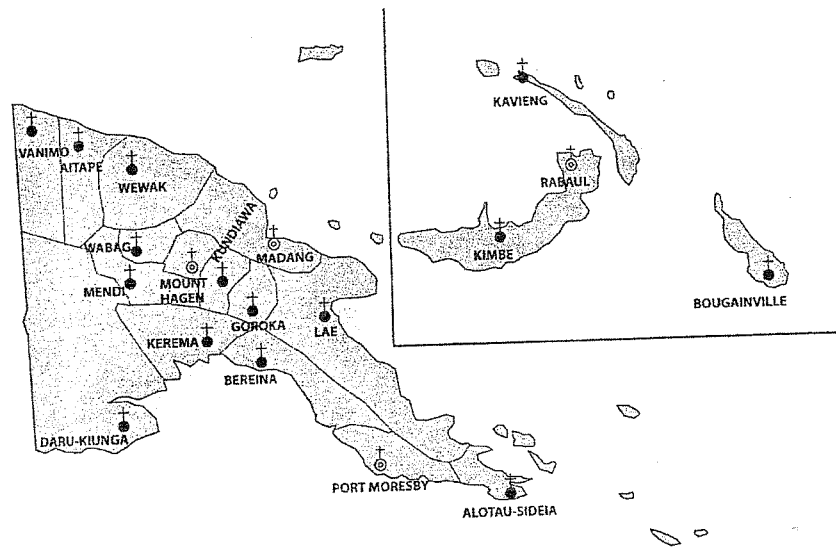 KAVIENG
VANIMO
AITAPE
WEWAK
RABAUL
KUNDIAWA
WABAG
MADANG
KIMBE
MENDI
MOUNT
HAGEN
BOUGAINVILLE
GOROKA
LAE
KEREMA
BEREINA
DARU-KIUNGA
PORT MORESBY
ALOTAU-SIDEIA